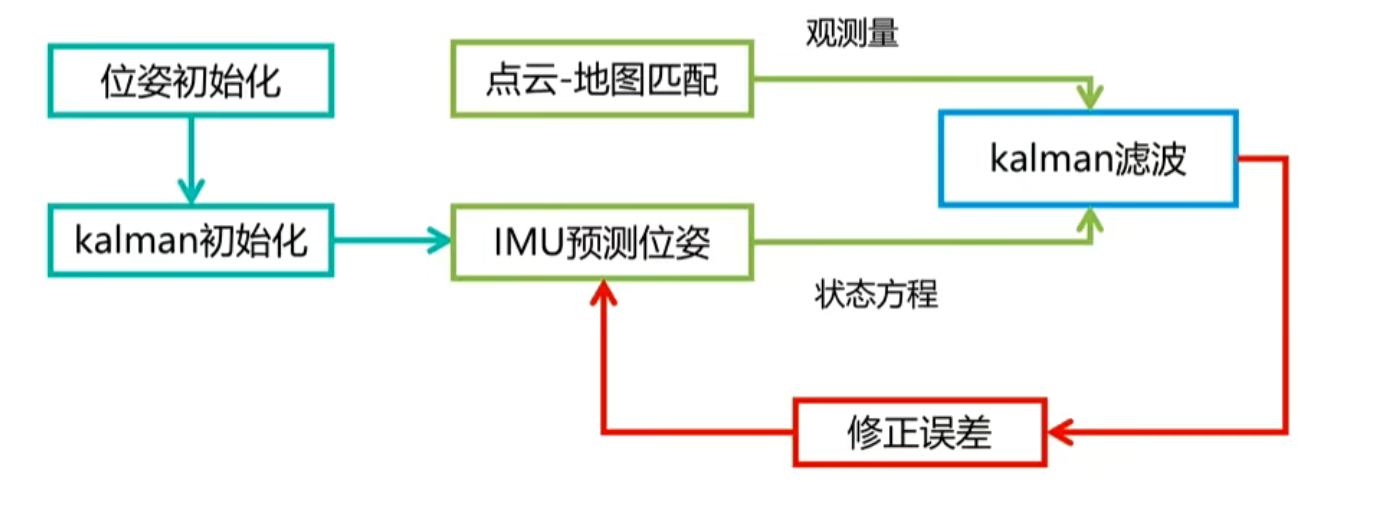 观测量
位姿初始化
点云-地图匹配
kalman滤波
kalman初始化
IMU预测位姿
状态方程
修正误差